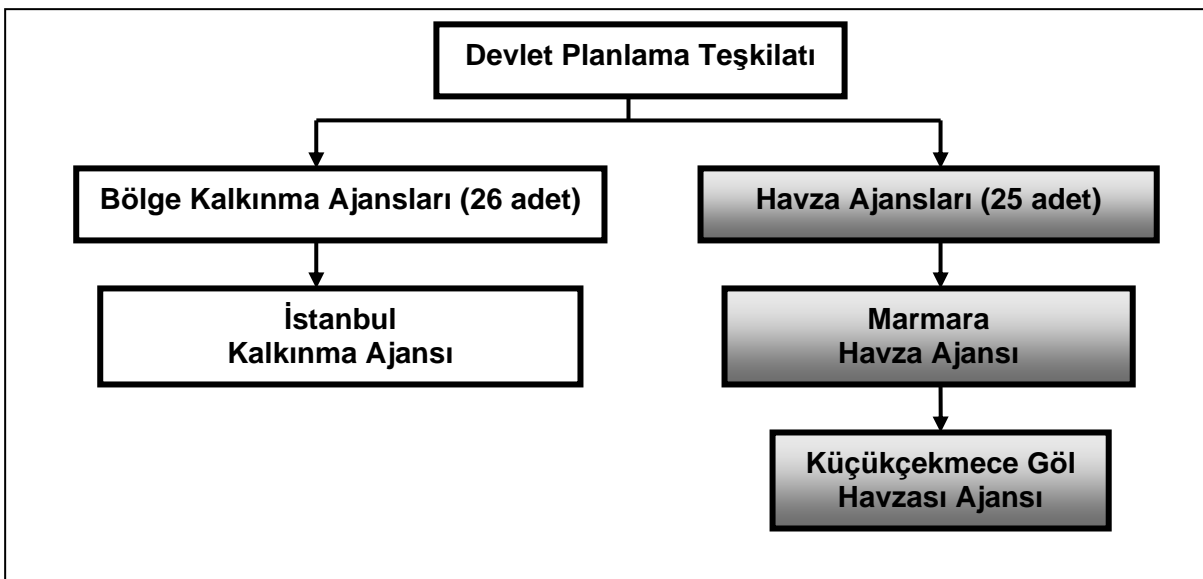 Devlet Planlama Teşkilatı
Bölge Kalkınma Ajansları (26 adet)
Havza Ajansları (25 adet)
İstanbul
Kalkınma Ajansı
Marmara
Havza Ajansı
Küçükçekmece Göl
Havzası Ajansı